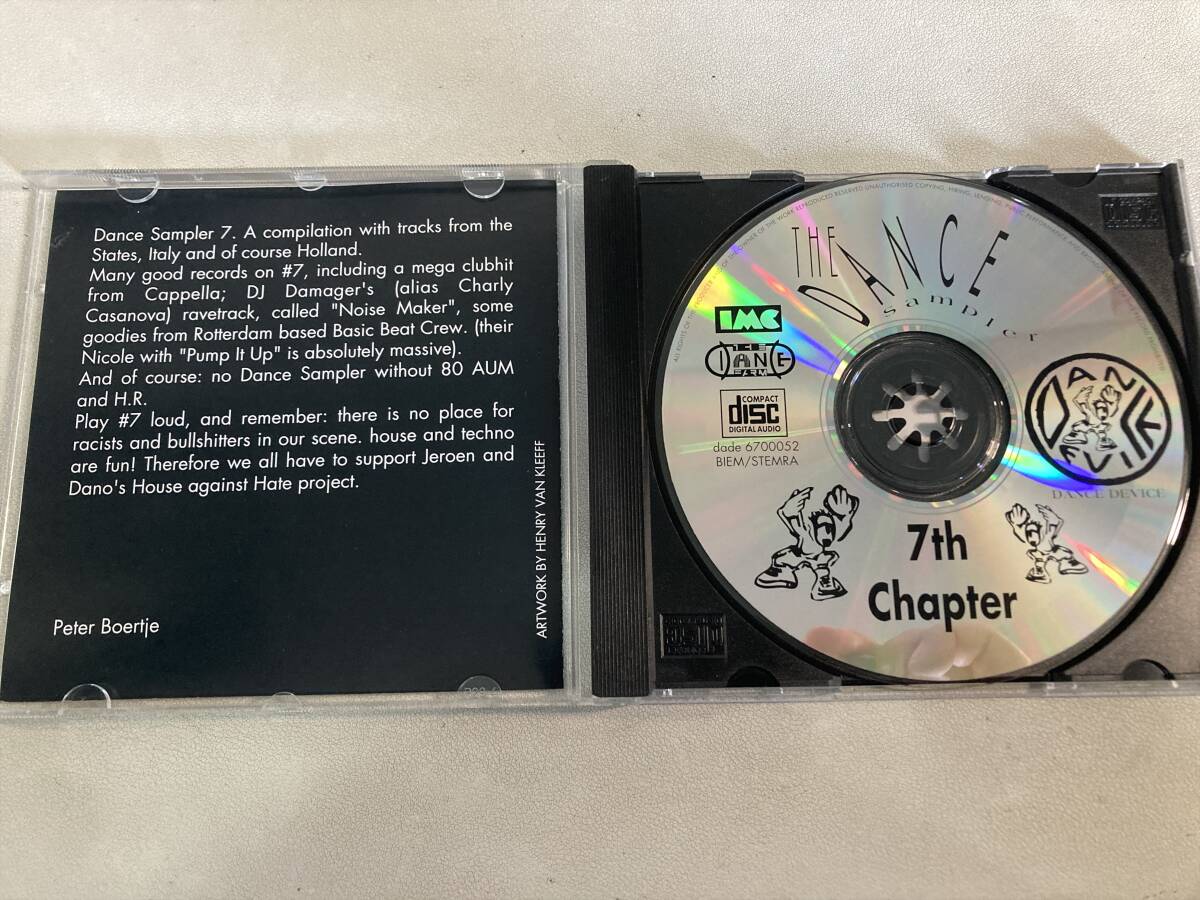 Dance Sampler 7. A compilation with tracks from the
States, Italy and of course Holland.
Many good records on #7, including a mega clubhit
from Cappella; DJ Damager's (alias Charly
Casanova) ravetrack, called "Noise Maker", some
goodies from Rotterdam based Basic Beat Crew. (their
Nicole with "Pump It Up" is absolutely massive).
And of course: no Dance Sampler without 80 AUM
and H.R.
Play #7 loud, and remember: there is no place for
racists and bullshitters in our scene. house and techno
are fun! Therefore we all have to support Jeroen and
Dano's House against Hate project.
Peter Boertje
ARTWORK BY HENRY VAN KLEEFF
THE DANCE
sampler
IMC
COMPACT
disc
DIGITAL AUDIO
dade 6700052
BIEM/STEMRA
DANCE
DEVICE
DANCE DEVICE
7th
Chapter